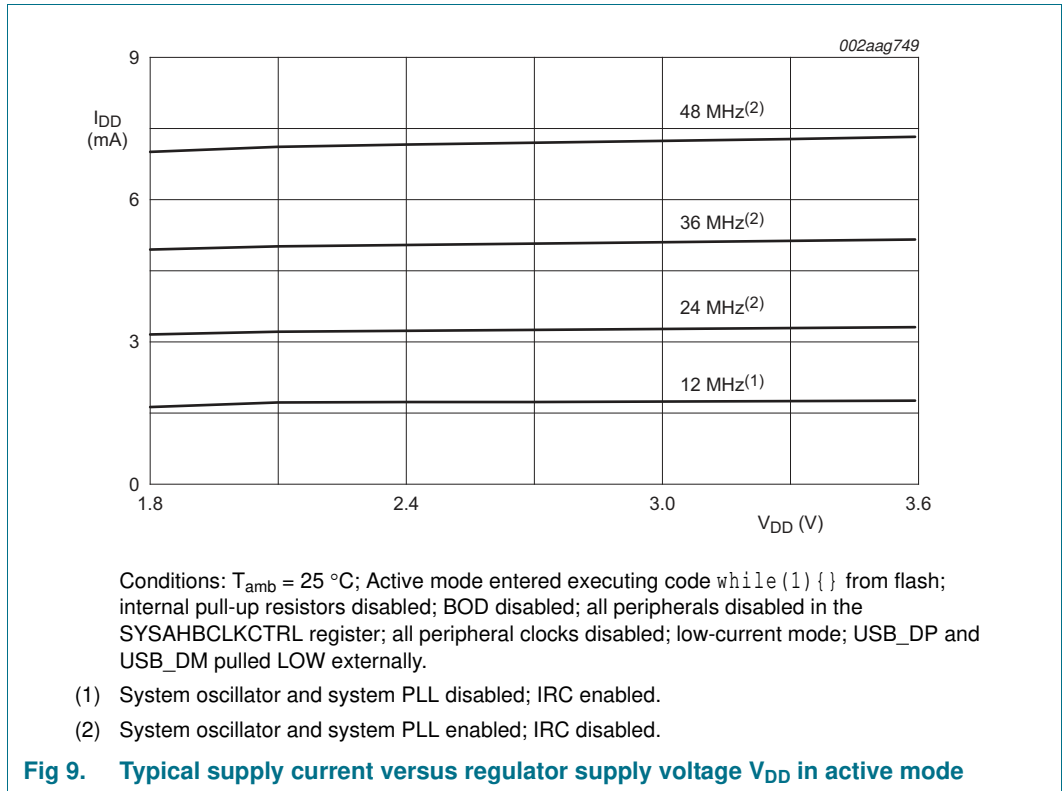 002aag749
9
I_DD
(mA)
48 MHz(2)
6
36 MHz(2)
24 MHz(2)
3
12 MHz(1)
0
1.8 2.4 3.0 3.6
V_DD (V)
Conditions: T_amb = 25 °C; Active mode entered executing code while(1){} from flash;
internal pull-up resistors disabled; BOD disabled; all peripherals disabled in the
SYSAHBCLKCTRL register; all peripheral clocks disabled; low-current mode; USB_DP and
USB_DM pulled LOW externally.
(1) System oscillator and system PLL disabled; IRC enabled.
(2) System oscillator and system PLL enabled; IRC disabled.
Fig 9. Typical supply current versus regulator supply voltage V_DD in active mode